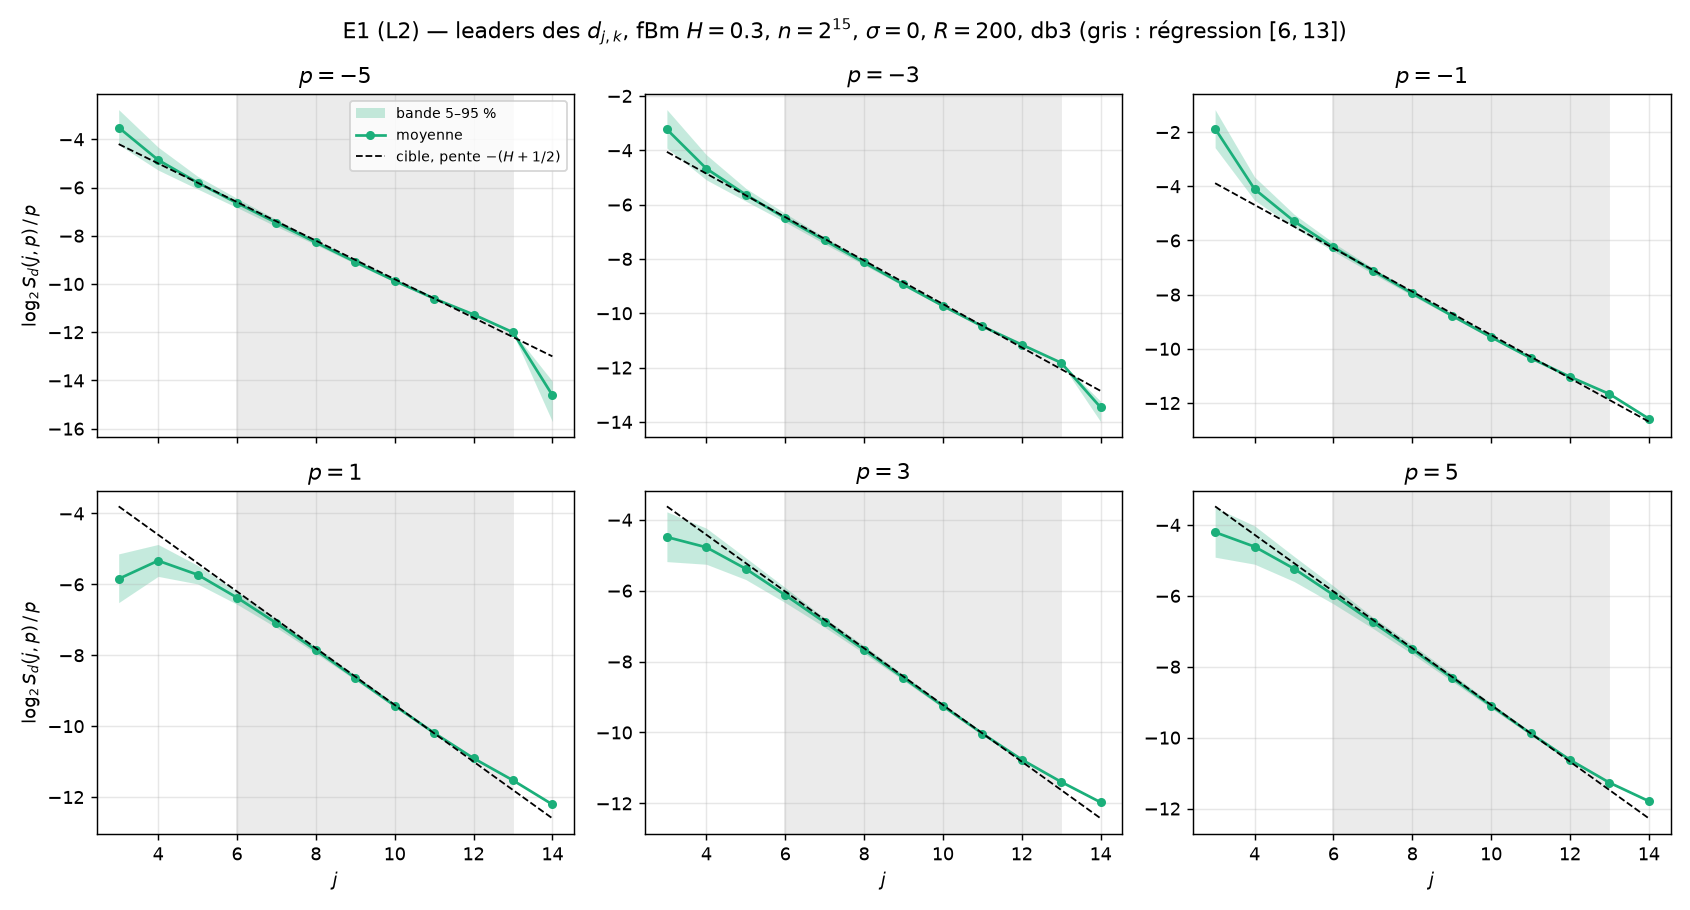 E1 (L2) — leaders des $d_{j,k}$, fBm $H = 0.3$, $n = 2^{15}$, $\sigma = 0$, $R = 200$, db3 (gris : régression $[6, 13]$)
$p = -5$
$p = -3$
$p = -1$
bande 5–95 %
moyenne
cible, pente $-(H + 1/2)$
$\log_2 S_d(j, p) / p$
−4
−6
−8
−10
−12
−14
−16
−2
−4
−6
−8
−10
−12
−14
−2
−4
−6
−8
−10
−12
$p = 1$
$p = 3$
$p = 5$
$\log_2 S_d(j, p) / p$
−4
−6
−8
−10
−12
−4
−6
−8
−10
−12
−4
−6
−8
−10
−12
4 6 8 10 12 14
4 6 8 10 12 14
4 6 8 10 12 14
$j$
$j$
$j$